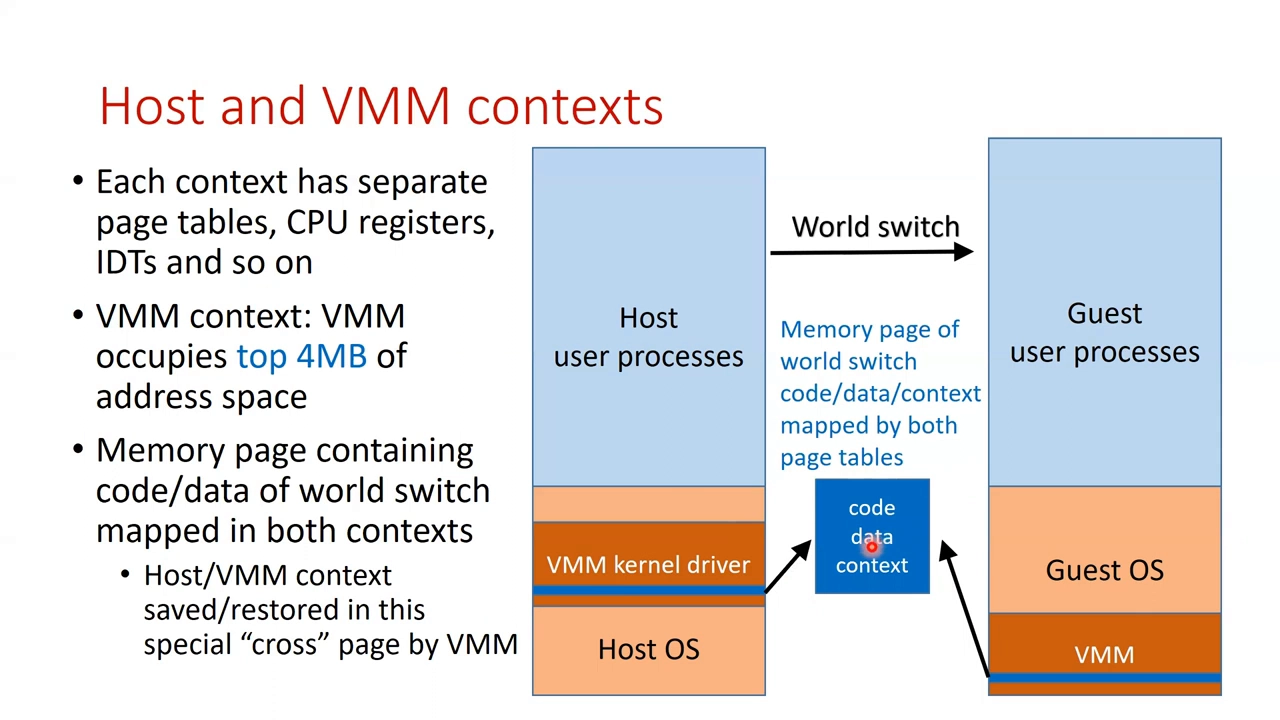 Host and VMM contexts
• Each context has separate
page tables, CPU registers,
IDTs and so on
• VMM context: VMM
occupies top 4MB of
address space
• Memory page containing
code/data of world switch
mapped in both contexts
• Host/VMM context
saved/restored in this
special “cross” page by VMM
Host
user processes
VMM kernel driver
Host OS
World switch
Memory page of
world switch
code/data/context
mapped by both
page tables
code
data
context
Guest
user processes
Guest OS
VMM